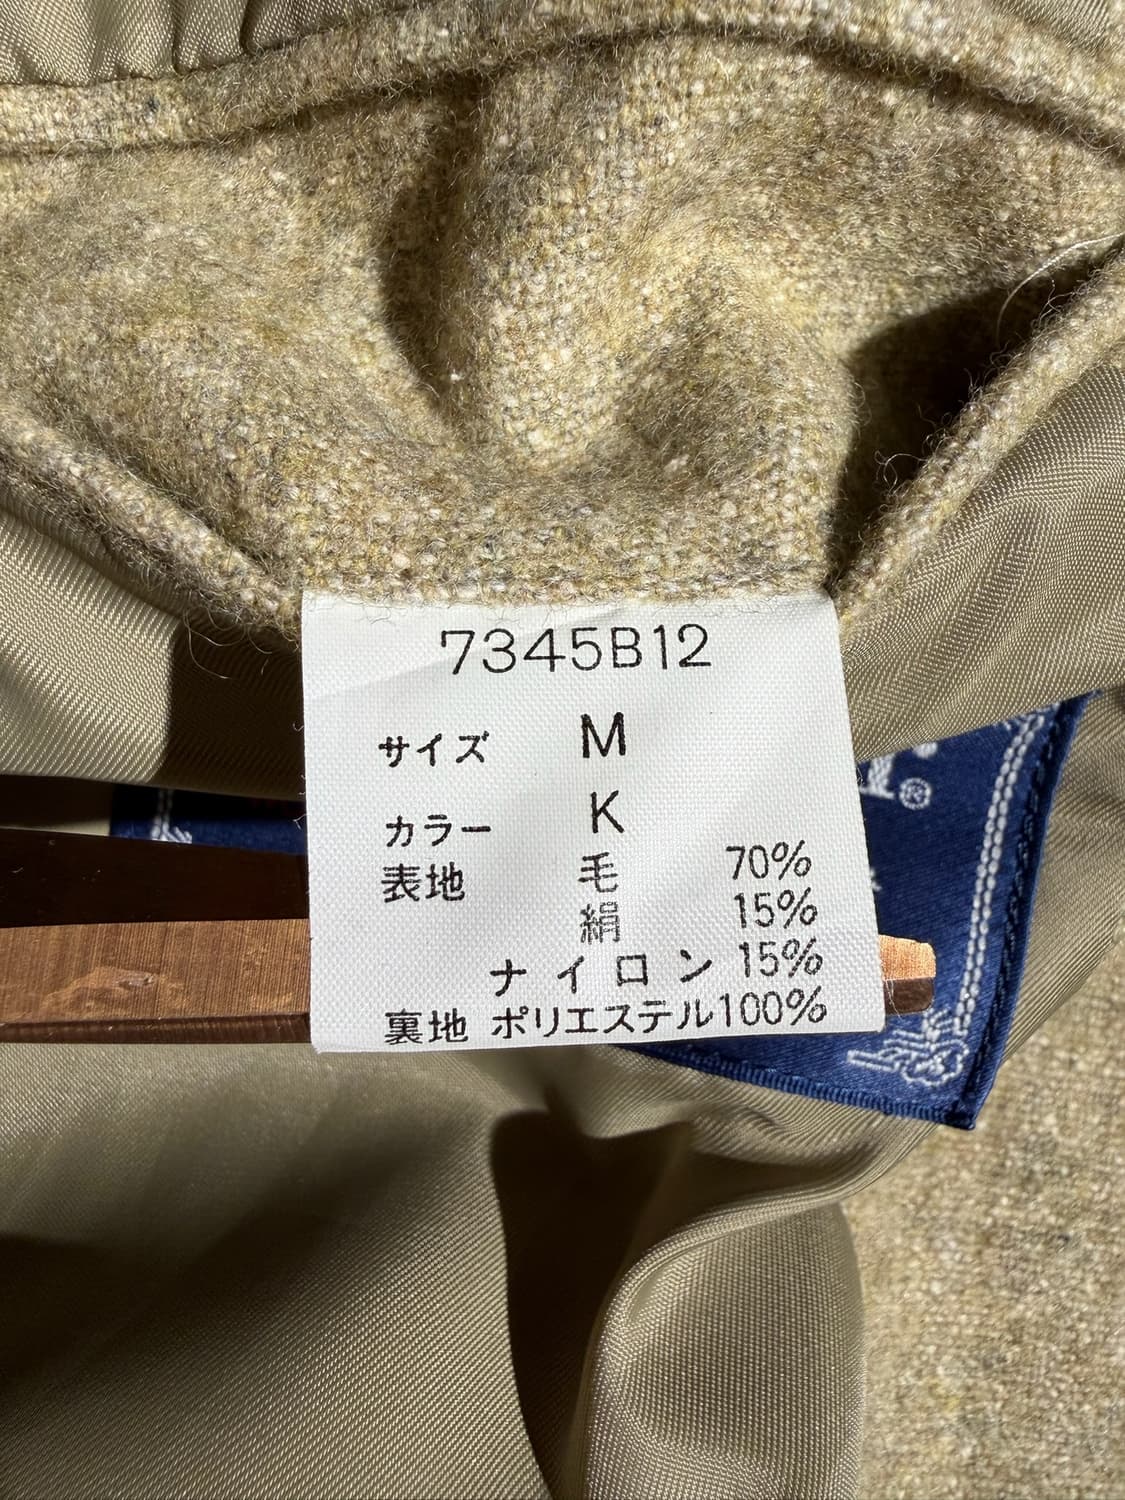 7345B12
サイズ M
カラー K
表地 毛 70%
絹 15%
ナイロン 15%
裏地 ポリエステル100%
®